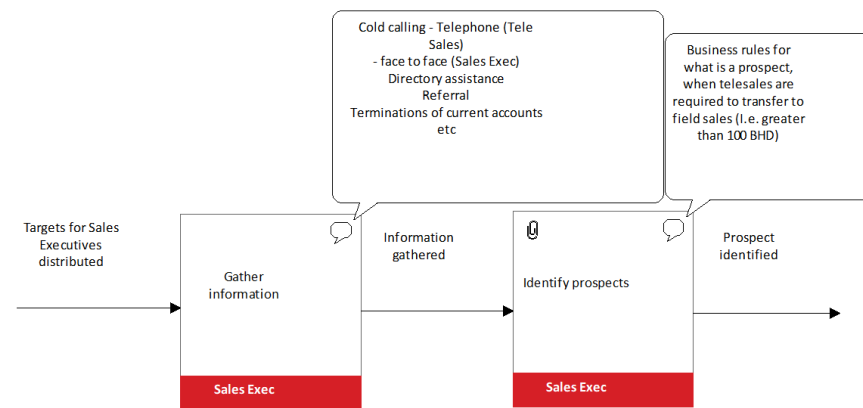 Cold calling - Telephone (Tele
Sales)
- face to face (Sales Exec)
Directory assistance
Referral
Terminations of current accounts
etc
Business rules for
what is a prospect,
when telesales are
required to transfer to
field sales (I.e. greater
than 100 BHD)
Targets for Sales
Executives
distributed
Gather
information
Sales Exec
Information
gathered
Identify prospects
Sales Exec
Prospect
identified